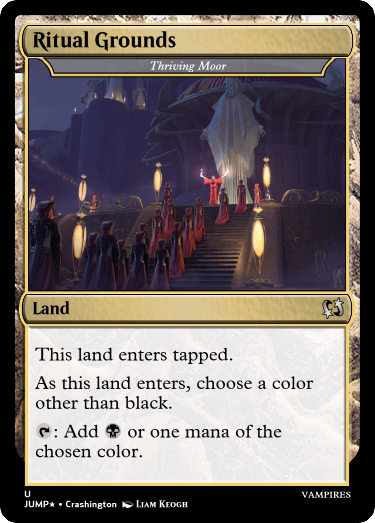 Ritual Grounds
Thriving Moor
Land
This land enters tapped.
As this land enters, choose a color
other than black.
: Add or one mana of the
chosen color.
U
JUMP★ • Crashington Liam Keogh
VAMPIRES